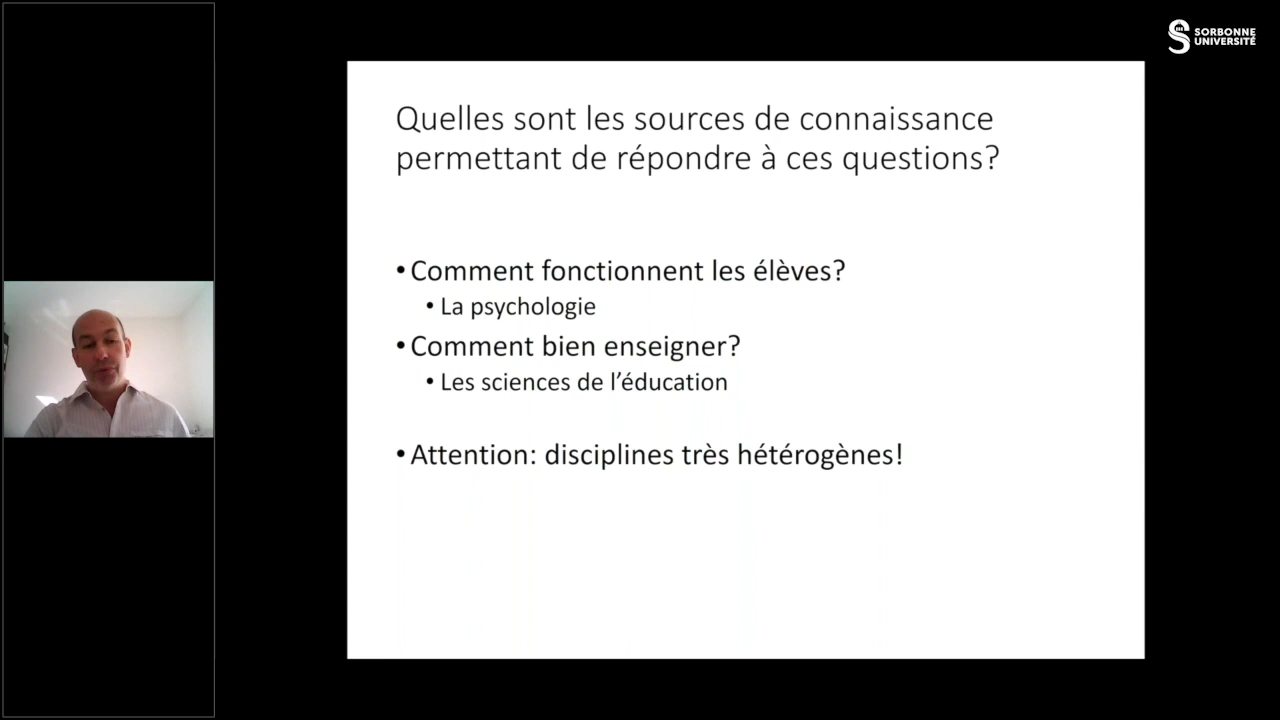 SORBONNE
UNIVERSITÉ
Quelles sont les sources de connaissance
permettant de répondre à ces questions?
•Comment fonctionnent les élèves?
• La psychologie
•Comment bien enseigner?
• Les sciences de l’éducation
•Attention: disciplines très hétérogènes!